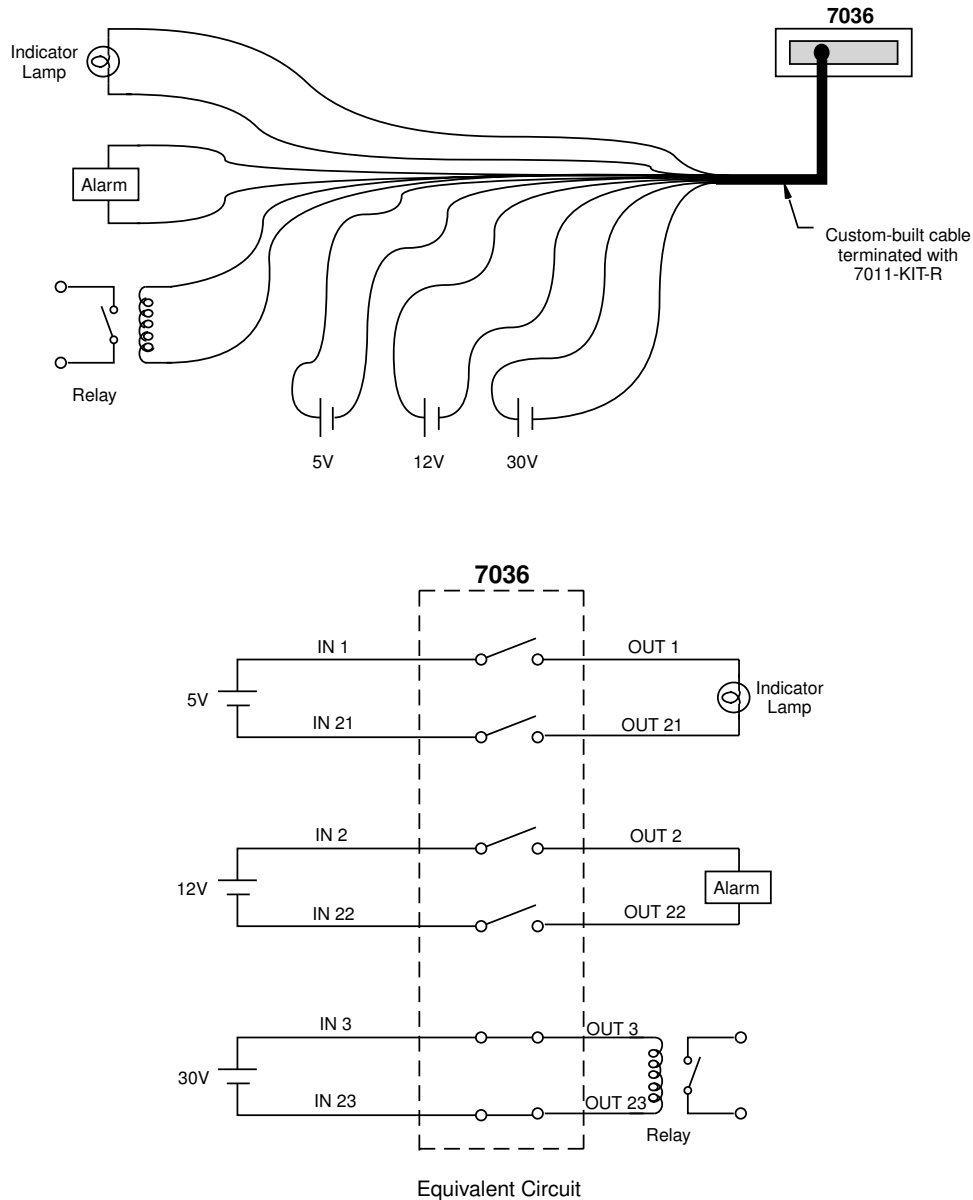 7036
Indicator
Lamp
Alarm
Custom-built cable
terminated with
7011-KIT-R
Relay
5V
12V
30V
7036
IN 1
OUT 1
5V
Indicator
Lamp
IN 21
OUT 21
IN 2
OUT 2
12V
Alarm
IN 22
OUT 22
IN 3
OUT 3
30V
IN 23
OUT 23
Relay
Equivalent Circuit